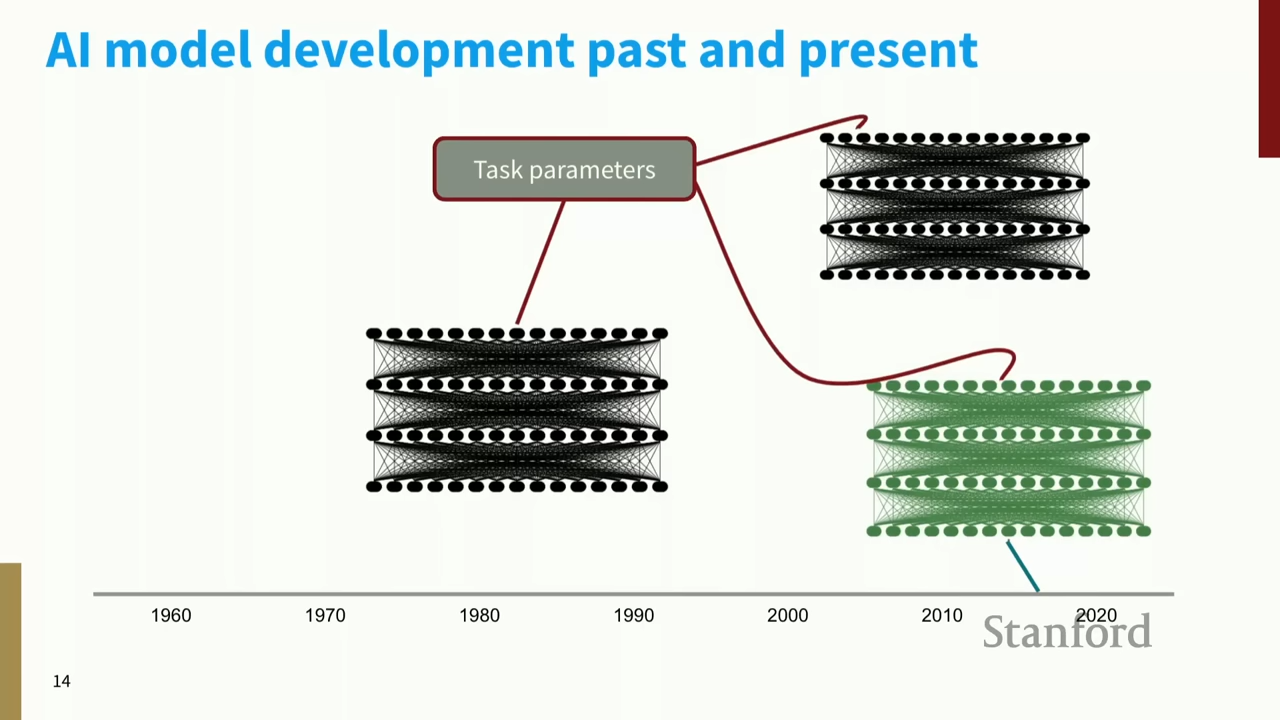 AI model development past and present
Task parameters
1960 1970 1980 1990 2000 2010 2020
Stanford
14